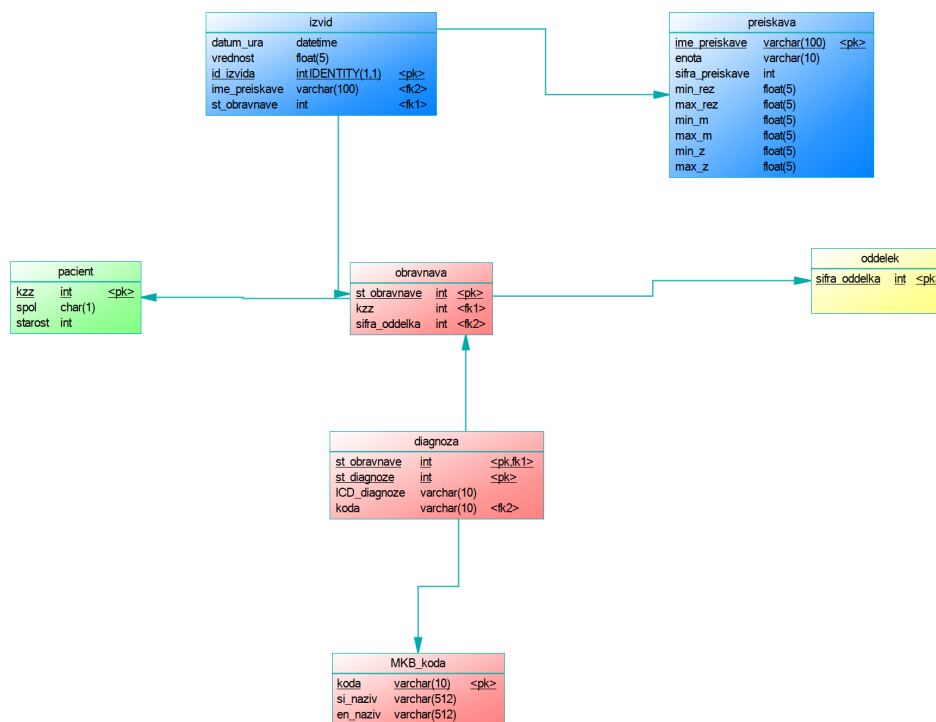 izvid
datum_ura datetime
vrednost float(5)
id_izvida intIDENTITY(1,1) <pk>
ime_preiskave varchar(100) <fk2>
st_obravnave int <fk1>
preiskava
ime_preiskave varchar(100) <pk>
enota varchar(10)
sifra_preiskave int
min_rez float(5)
max_rez float(5)
min_m float(5)
max_m float(5)
min_z float(5)
max_z float(5)
pacient
kzz int <pk>
spol char(1)
starost int
obravnava
st_obravnave int <pk>
kzz int <fk1>
sifra_oddelka int <fk2>
oddelek
sifra_oddelka int <pk
diagnoza
st_obravnave int <pk,fk1>
st_diagnoze int <pk>
ICD_diagnoze varchar(10)
koda varchar(10) <fk2>
MKB_koda
koda varchar(10) <pk>
si_naziv varchar(512)
en_naziv varchar(512)